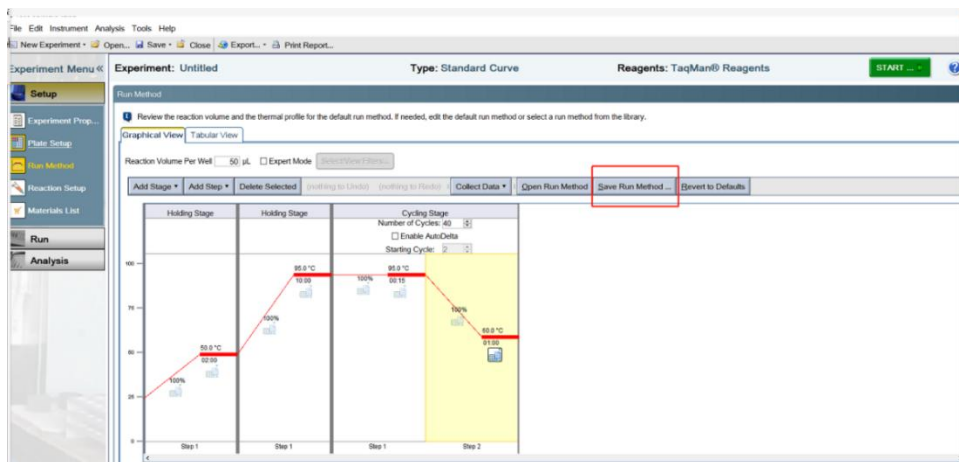 File Edit Instrument Analysis Tools Help
New Experiment Open... Save Close Export... Print Report...
Experiment Menu «
Experiment: Untitled
Type: Standard Curve
Reagents: TaqMan® Reagents
START ...
Setup
Run Method
Experiment Prop...
Plate Setup
Run Method
Reaction Setup
Materials List
Run
Analysis
Review the reaction volume and the thermal profile for the default run method. If needed, edit the default run method or select a run method from the library.
Graphical View Tabular View
Reaction Volume Per Well 50 µL Expert Mode Select/View Filters...
Add Stage Add Step Delete Selected (nothing to Undo) (nothing to Redo) Collect Data Open Run Method Save Run Method ... Revert to Defaults
Holding Stage Holding Stage Cycling Stage
Number of Cycles: 40
Enable AutoDelta
Starting Cycle: 2
100
95.0 °C 95.0 °C
10:00 100% 00:15
75
100% 100%
60.0 °C
01:00
50
50.0 °C
02:00
100%
25
0
Step 1 Step 1 Step 1 Step 2